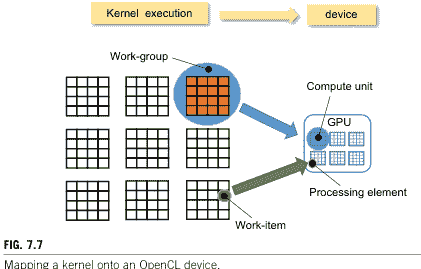 Kernel execution
device
Work-group
Compute unit
GPU
Processing element
Work-item
FIG. 7.7
Mapping a kernel onto an OpenCL device.